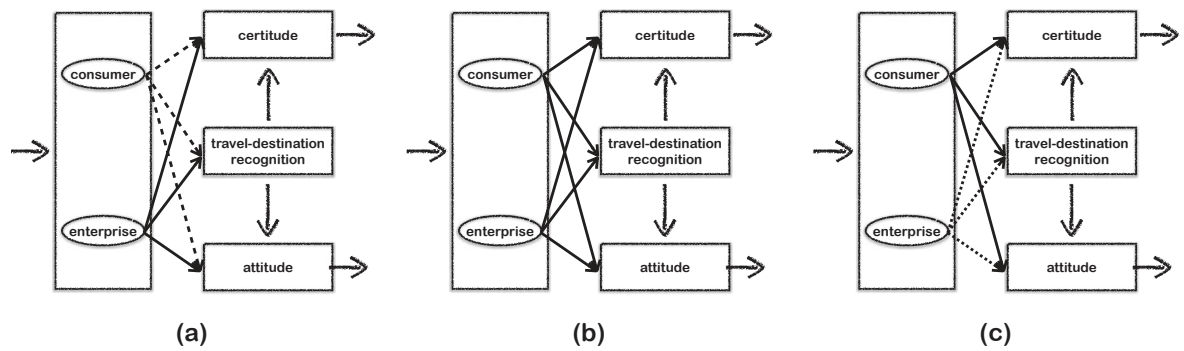 certitude
consumer
travel-destination
recognition
enterprise
attitude
(a)
certitude
consumer
travel-destination
recognition
enterprise
attitude
(b)
certitude
consumer
travel-destination
recognition
enterprise
attitude
(c)